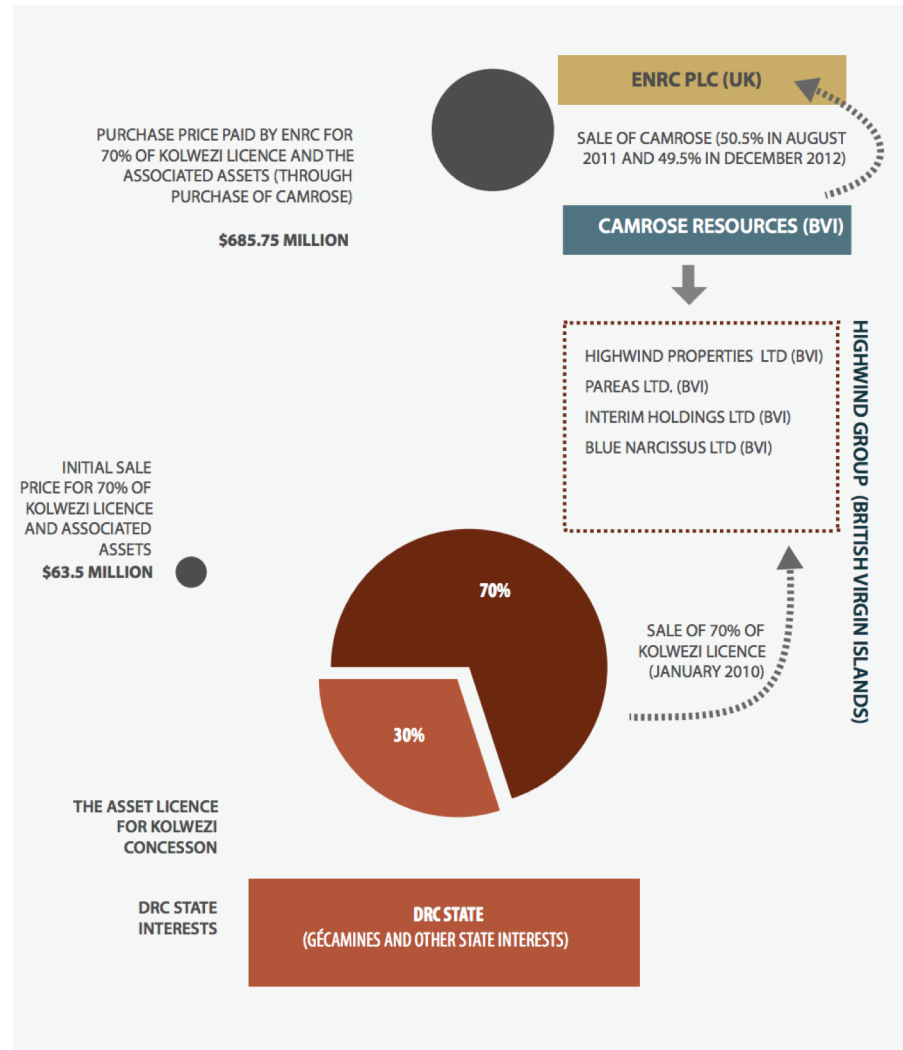 ENRC PLC (UK)
PURCHASE PRICE PAID BY ENRC FOR
70% OF KOLWEZI LICENCE AND THE
ASSOCIATED ASSETS (THROUGH
PURCHASE OF CAMROSE)
$685.75 MILLION
SALE OF CAMROSE (50.5% IN AUGUST
2011 AND 49.5% IN DECEMBER 2012)
CAMROSE RESOURCES (BVI)
HIGHWIND PROPERTIES LTD (BVI)
PAREAS LTD. (BVI)
INTERIM HOLDINGS LTD (BVI)
BLUE NARCISSUS LTD (BVI)
HIGHWIND GROUP (BRITISH VIRGIN ISLANDS)
INITIAL SALE
PRICE FOR 70% OF
KOLWEZI LICENCE
AND ASSOCIATED
ASSETS
$63.5 MILLION
70%
SALE OF 70% OF
KOLWEZI LICENCE
(JANUARY 2010)
30%
THE ASSET LICENCE
FOR KOLWEZI
CONCESSON
DRC STATE
INTERESTS
DRC STATE
(GÉCAMINES AND OTHER STATE INTERESTS)